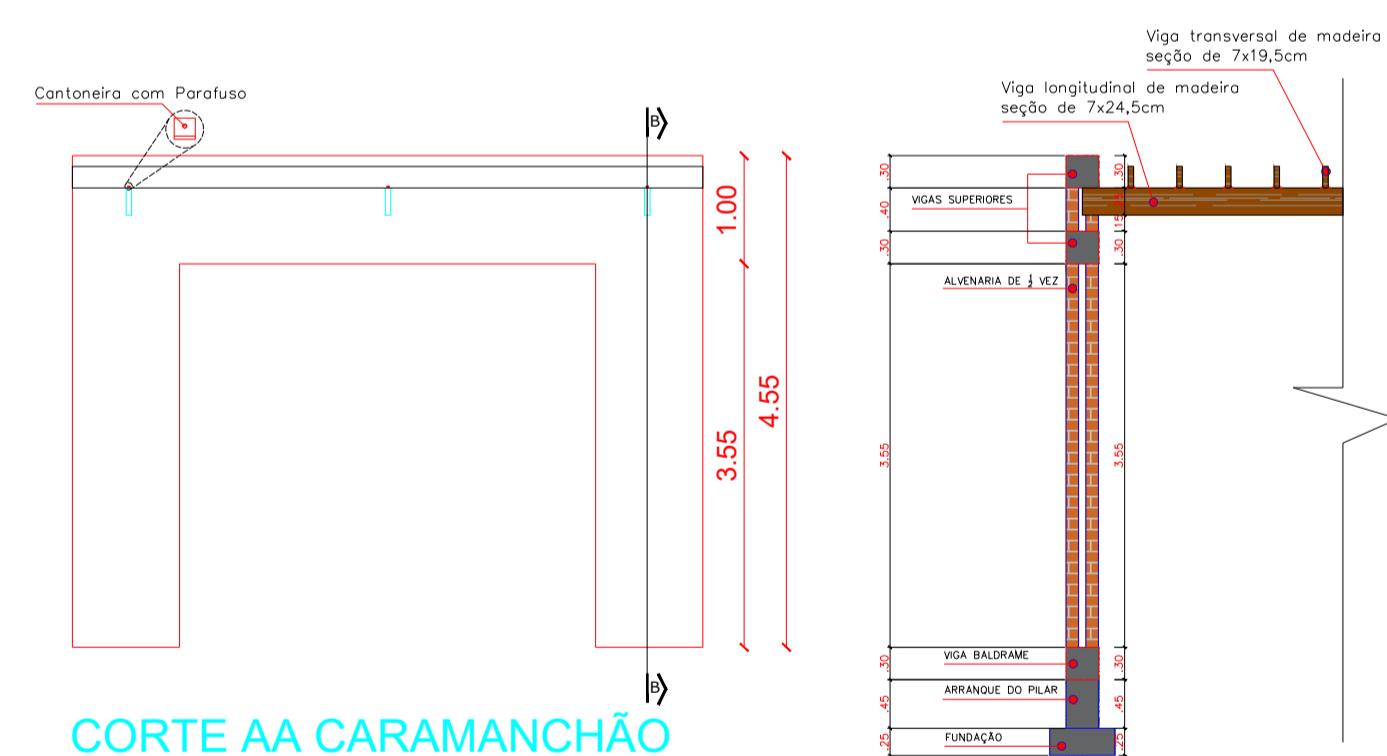 Viga transversal de madeira
seção de 7x19,5cm
Viga longitudinal de madeira
seção de 7x24,5cm
Cantoneira com Parafuso
B
1.00
3.55
4.55
B
.30
.40
.30
3.55
.30
.45
.25
VIGAS SUPERIORES
ALVENARIA DE ½ VEZ
VIGA BALDRAME
ARRANQUE DO PILAR
FUNDAÇÃO
.30
.30
3.55
.30
.45
.25
CORTE AA CARAMANCHÃO